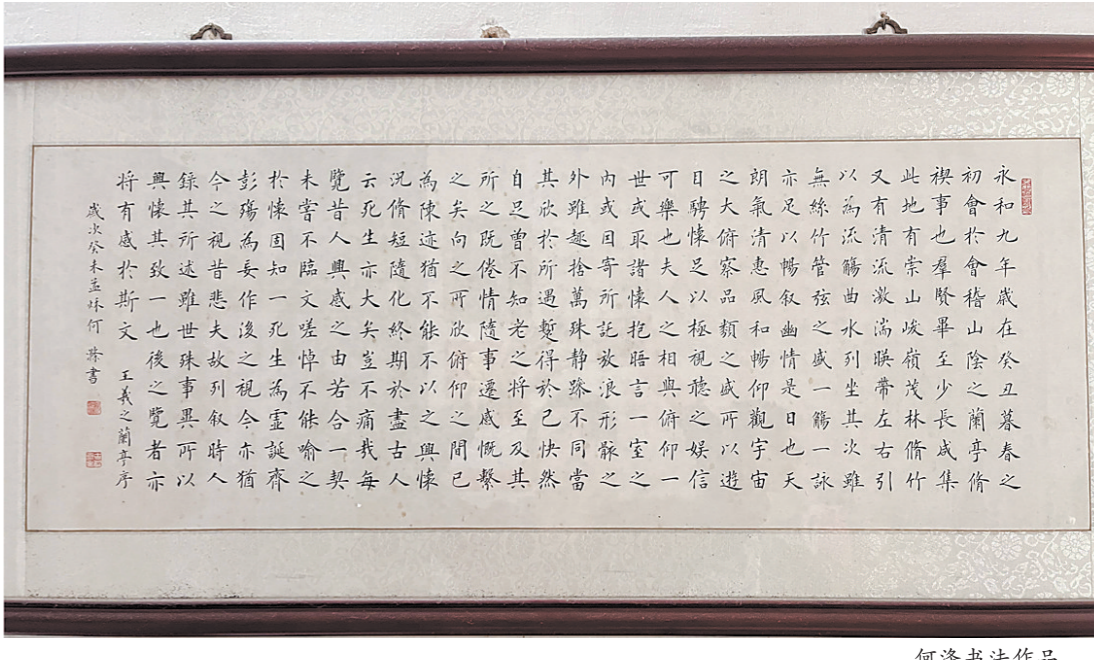 永和九年歲在癸丑暮春之
初會於會稽山陰之蘭亭脩
禊事也羣賢畢至少長咸集
此地有崇山峻嶺茂林脩竹
又有清流激湍暎帶左右引
以為流觴曲水列坐其次雖
無絲竹管弦之盛一觴一詠
亦足以暢叙幽情是日也天
朗氣清惠風和暢仰觀宇宙
之大俯察品類之盛所以遊
目騁懷足以極視聽之娛信
可樂也夫人之相與俯仰一
世或取諸懷抱晤言一室之
內或因寄所託放浪形骸之
外雖趣捨萬殊静躁不同當
其欣於所遇蹔得於己快然
自足曾不知老之将至及其
所之既倦情隨事遷感慨繫
之矣向之所欣俯仰之間已
為陳迹猶不能不以之興懷
況脩短隨化終期於盡古人
云死生亦大矣豈不痛哉每
覽昔人興感之由若合一契
未嘗不臨文嗟悼不能喻之
於懷固知一死生為虛誕齊
彭殤為妄作後之視今亦猶
今之視昔悲夫故列叙時人
錄其所述雖世殊事異所以
興懷其致一也後之覽者亦
将有感於斯文 王羲之蘭亭序
歲次癸未孟秋何滌書
何涤书法作品